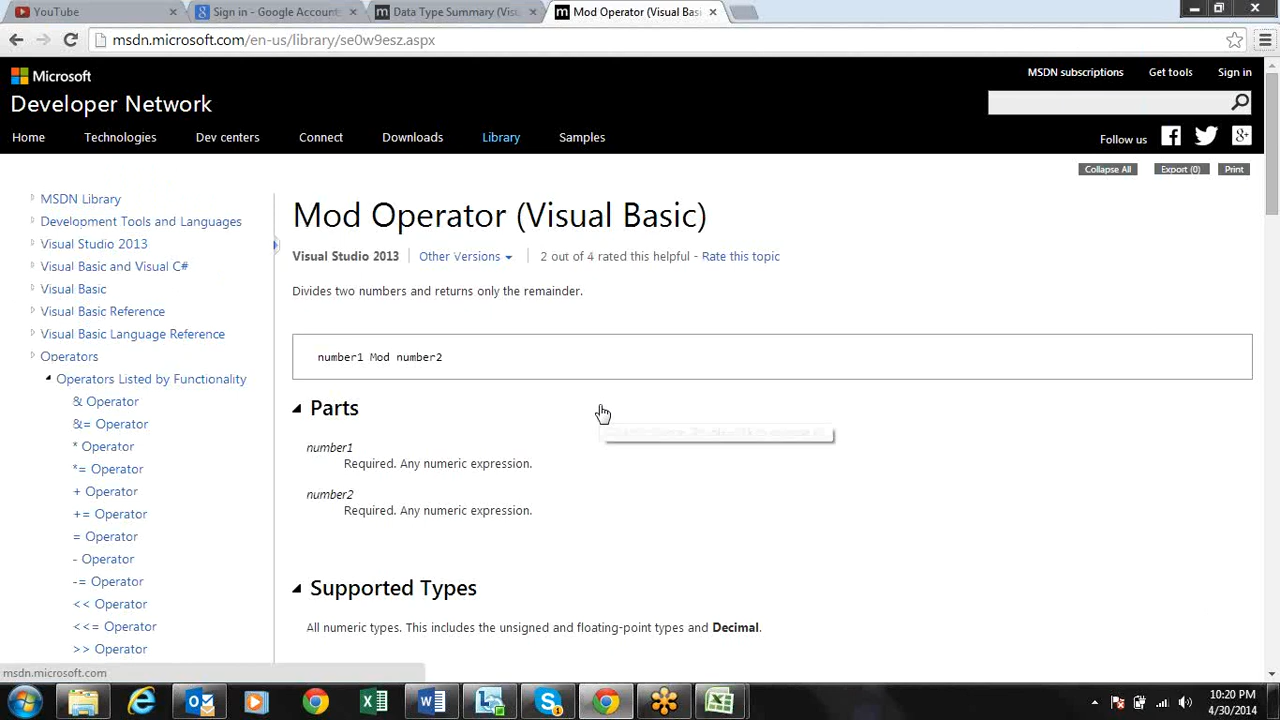 YouTube
Sign in - Google Accounts
Data Type Summary (Visu
Mod Operator (Visual Basi
msdn.microsoft.com/en-us/library/se0w9esz.aspx
Microsoft
Developer Network
MSDN subscriptions Get tools Sign in
Home Technologies Dev centers Connect Downloads Library Samples
Follow us
Collapse All Export (0) Print
MSDN Library
Development Tools and Languages
Visual Studio 2013
Visual Basic and Visual C#
Visual Basic
Visual Basic Reference
Visual Basic Language Reference
Operators
Operators Listed by Functionality
& Operator
&= Operator
* Operator
*= Operator
+ Operator
+= Operator
= Operator
- Operator
-= Operator
<< Operator
<<= Operator
>> Operator
Mod Operator (Visual Basic)
Visual Studio 2013 Other Versions 2 out of 4 rated this helpful - Rate this topic
Divides two numbers and returns only the remainder.
number1 Mod number2
Parts
number1
Required. Any numeric expression.
number2
Required. Any numeric expression.
Supported Types
All numeric types. This includes the unsigned and floating-point types and Decimal.
msdn.microsoft.com
10:20 PM
4/30/2014